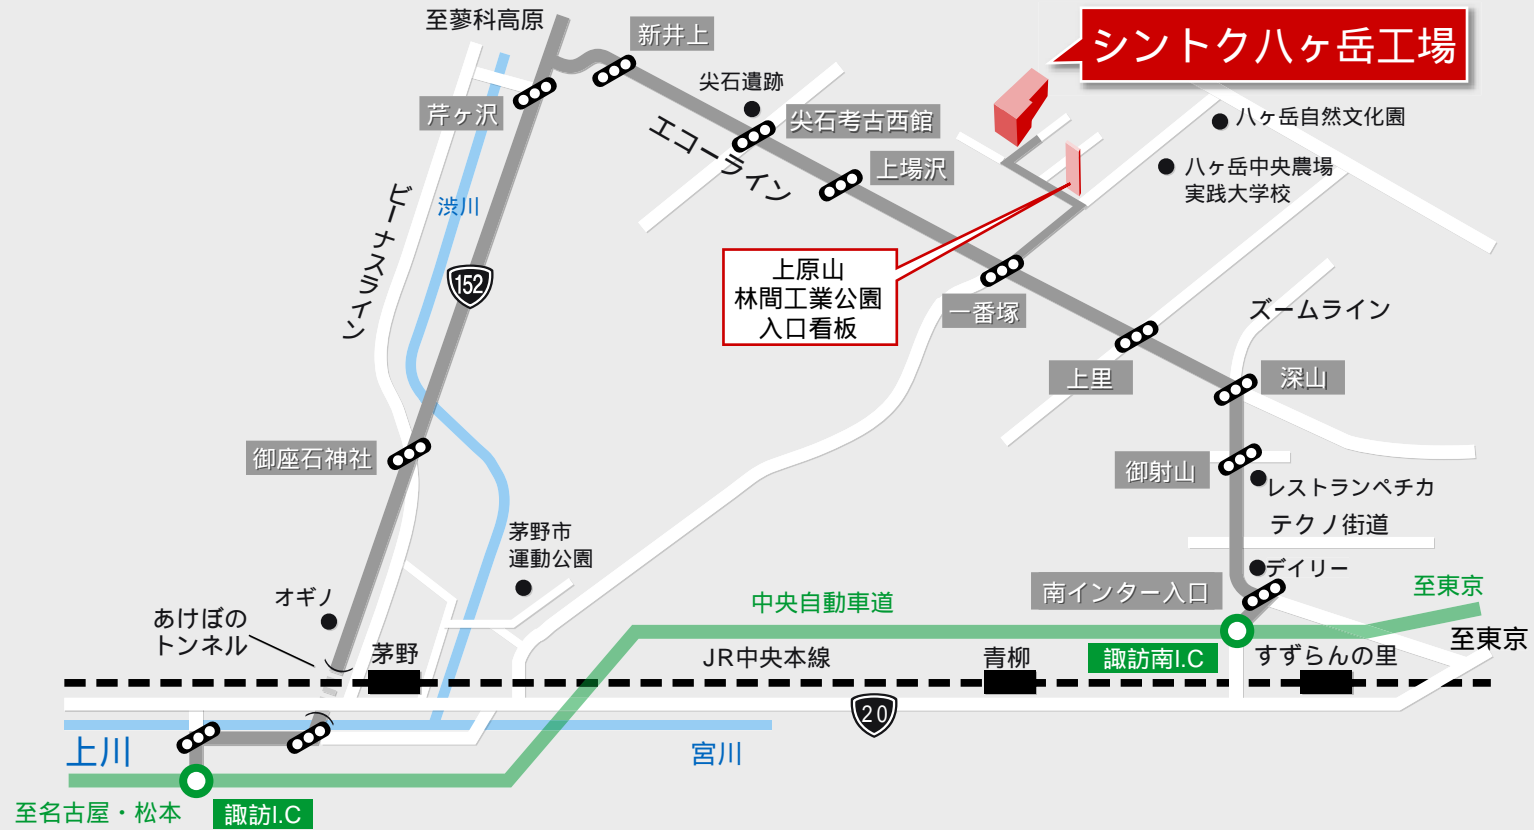 至蓼科高原
新井上
シントク八ヶ岳工場
尖石遺跡
芹ヶ沢
尖石考古西館
八ヶ岳自然文化園
エコーライン
上場沢
八ヶ岳中央農場
実践大学校
ビーナスライン
渋川
152
上原山
林間工業公園
入口看板
一番塚
ズームライン
上里
深山
御座石神社
御射山
レストランペチカ
テクノ街道
茅野市
運動公園
デイリー
オギノ
南インター入口
至東京
中央自動車道
あけぼの
トンネル
茅野
JR中央本線
青柳
諏訪南I.C
すずらんの里
至東京
20
上川
宮川
至名古屋・松本
諏訪I.C